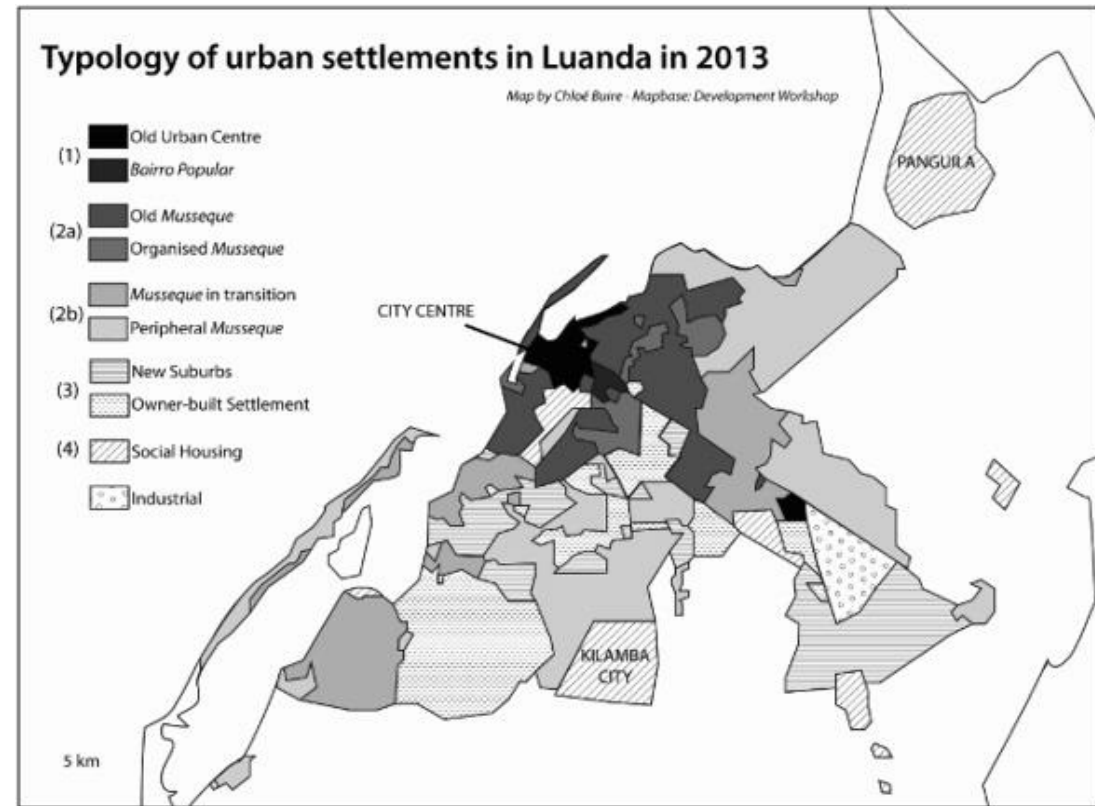 Typology of urban settlements in Luanda in 2013
Map by Chloé Buire - Mapbase: Development Workshop
(1)
Old Urban Centre
Bairro Popular
(2a)
Old Musseque
Organised Musseque
(2b)
Musseque in transition
Peripheral Musseque
(3)
New Suburbs
Owner-built Settlement
(4)
Social Housing
Industrial
PANGUILA
CITY CENTRE
KILAMBA
CITY
5 km